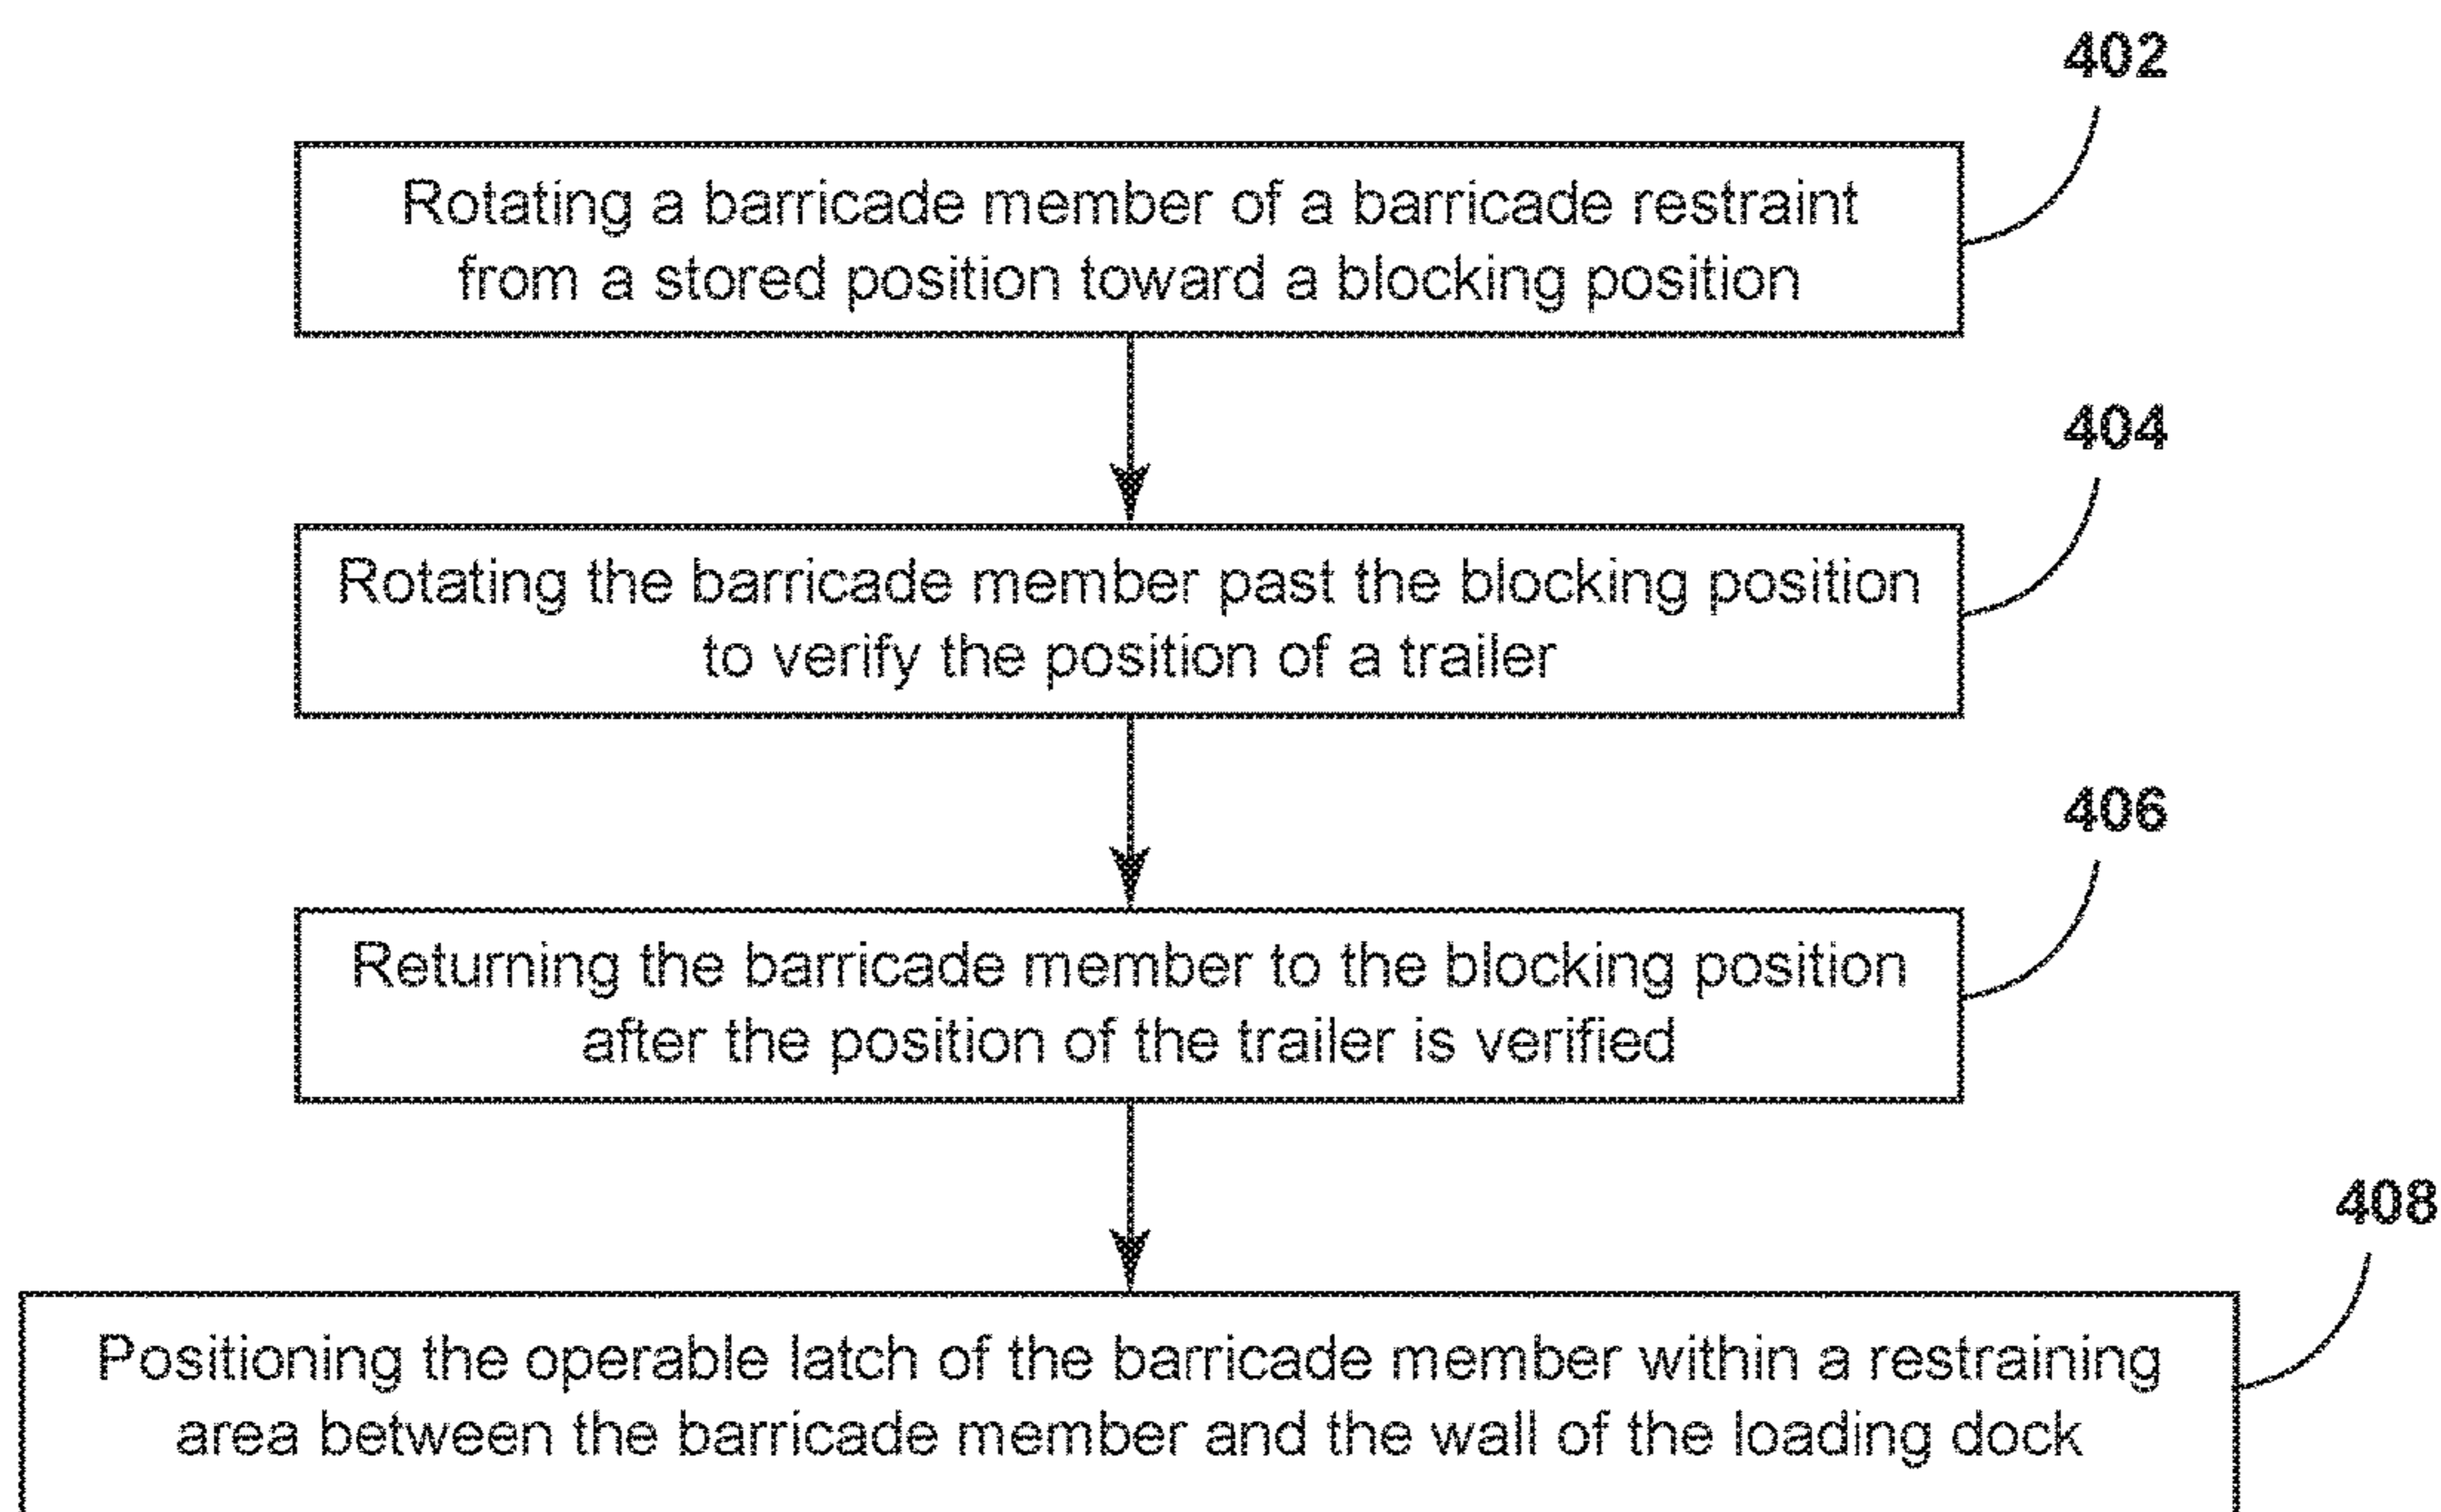 402
Rotating a barricade member of a barricade restraint
from a stored position toward a blocking position
404
Rotating the barricade member past the blocking position
to verify the position of a trailer
406
Returning the barricade member to the blocking position
after the position of the trailer is verified
408
Positioning the operable latch of the barricade member within a restraining
area between the barricade member and the wall of the loading dock